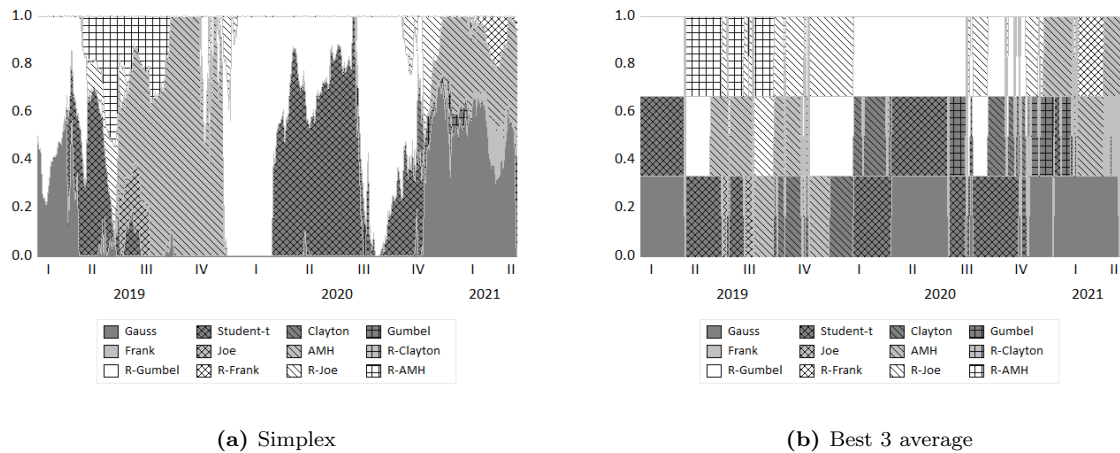 1.0
0.8
0.6
0.4
0.2
0.0
I II III IV I II III IV I II
2019 2020 2021
Gauss Student-t Clayton Gumbel
Frank Joe AMH R-Clayton
R-Gumbel R-Frank R-Joe R-AMH
(a) Simplex
1.0
0.8
0.6
0.4
0.2
0.0
I II III IV I II III IV I II
2019 2020 2021
Gauss Student-t Clayton Gumbel
Frank Joe AMH R-Clayton
R-Gumbel R-Frank R-Joe R-AMH
(b) Best 3 average